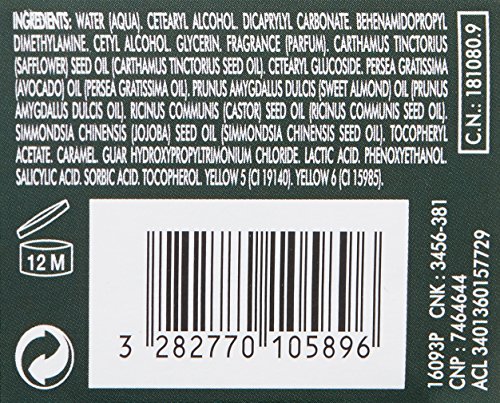 INGREDIENTS: WATER (AQUA). CETEARYL ALCOHOL. DICAPRYLYL CARBONATE. BEHENAMIDOPROPYL
DIMETHYLAMINE. CETYL ALCOHOL. GLYCERIN. FRAGRANCE (PARFUM). CARTHAMUS TINCTORIUS
(SAFFLOWER) SEED OIL (CARTHAMUS TINCTORIUS SEED OIL). CETEARYL GLUCOSIDE. PERSEA GRATISSIMA
(AVOCADO) OIL (PERSEA GRATISSIMA OIL). PRUNUS AMYGDALUS DULCIS (SWEET ALMOND) OIL (PRUNUS
AMYGDALUS DULCIS OIL). RICINUS COMMUNIS (CASTOR) SEED OIL (RICINUS COMMUNIS SEED OIL).
SIMMONDSIA CHINENSIS (JOJOBA) SEED OIL (SIMMONDSIA CHINENSIS SEED OIL). TOCOPHERYL
ACETATE. CARAMEL. GUAR HYDROXYPROPYLTRIMONIUM CHLORIDE. LACTIC ACID. PHENOXYETHANOL.
SALICYLIC ACID. SORBIC ACID. TOCOPHEROL. YELLOW 5 (CI 19140). YELLOW 6 (CI 15985).
C.N.: 181080.9
12 M
3 282770 105896
16093P CNK : 3456-381
CNP : 7464644
ACL 3401360157729